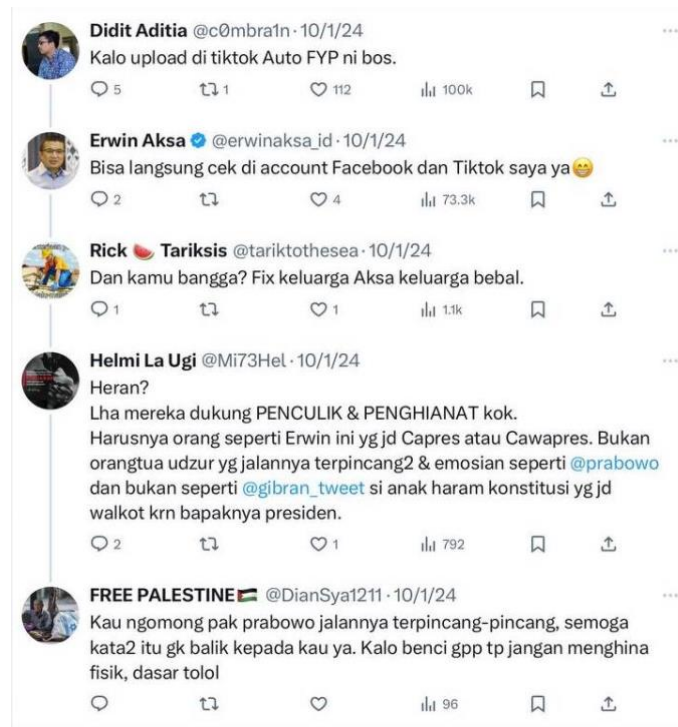 Didit Aditia @c0mbra1n · 10/1/24
Kalo upload di tiktok Auto FYP ni bos.
5 1 112 100k
Erwin Aksa @erwinaksa_id · 10/1/24
Bisa langsung cek di account Facebook dan Tiktok saya ya😁
2 4 73.3k
Rick 🍉 Tariksis @tariktothesea · 10/1/24
Dan kamu bangga? Fix keluarga Aksa keluarga bebal.
1 1 1.1k
Helmi La Ugi @Mi73Hel · 10/1/24
Heran?
Lha mereka dukung PENCULIK & PENGHIANAT kok.
Harusnya orang seperti Erwin ini yg jd Capres atau Cawapres. Bukan
orangtua udzur yg jalannya terpincang2 & emosian seperti @prabowo
dan bukan seperti @gibran_tweet si anak haram konstitusi yg jd
walkot krn bapaknya presiden.
2 1 792
FREE PALESTINE🇵🇸 @DianSya1211 · 10/1/24
Kau ngomong pak prabowo jalannya terpincang-pincang, semoga
kata2 itu gk balik kepada kau ya. Kalo benci gpp tp jangan menghina
fisik, dasar tolol
96